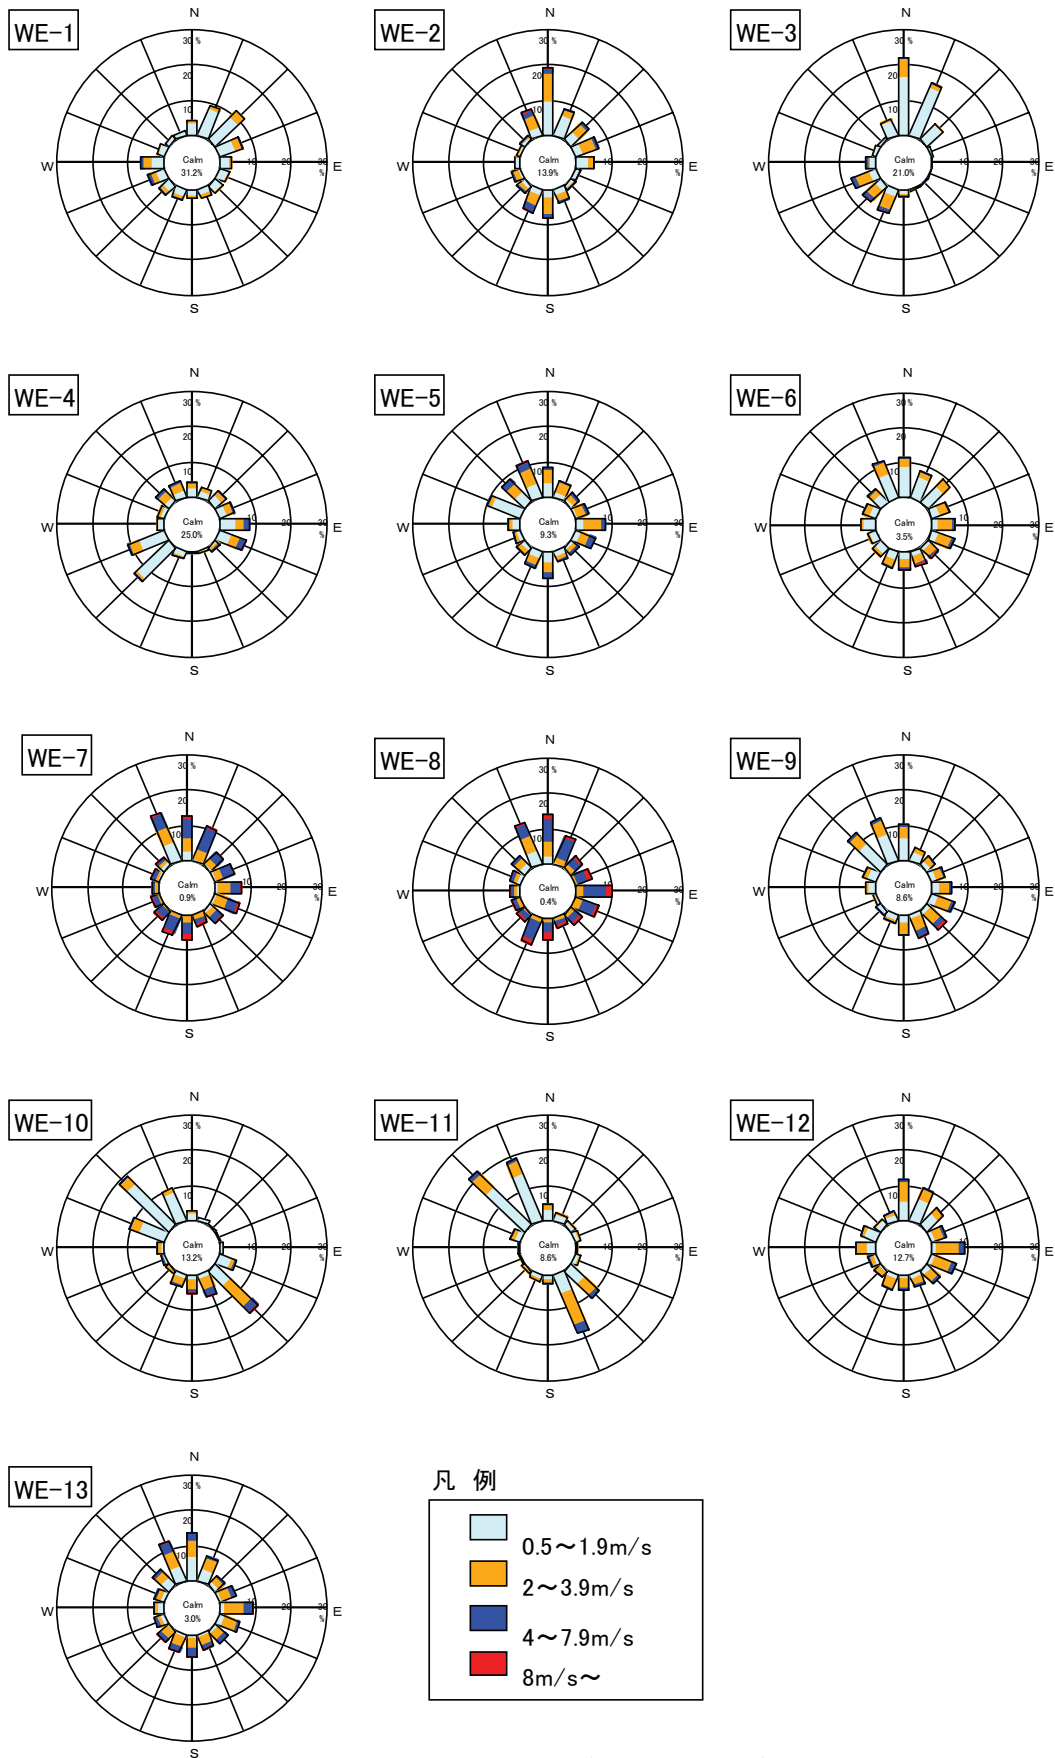 WE-1
N
30 %
20
10
W
Calm
31.2%
10
20
30
%
E
S
WE-2
N
30 %
20
10
W
Calm
13.9%
10
20
30
%
E
S
WE-3
N
30 %
20
10
W
Calm
21.0%
10
20
30
%
E
S
WE-4
N
30 %
20
10
W
Calm
25.0%
10
20
30
%
E
S
WE-5
N
30 %
20
10
W
Calm
9.3%
10
20
30
%
E
S
WE-6
N
30 %
20
10
W
Calm
3.5%
10
20
30
%
E
S
WE-7
N
30 %
20
10
W
Calm
0.9%
10
20
30
%
E
S
WE-8
N
30 %
20
10
W
Calm
0.4%
10
20
30
%
E
S
WE-9
N
30 %
20
10
W
Calm
8.6%
10
20
30
%
E
S
WE-10
N
30 %
20
10
W
Calm
13.2%
10
20
30
%
E
S
WE-11
N
30 %
20
10
W
Calm
8.6%
10
20
30
%
E
S
WE-12
N
30 %
20
10
W
Calm
12.7%
10
20
30
%
E
S
WE-13
N
30 %
20
10
W
Calm
3.0%
10
20
30
%
E
S
凡 例
0.5～1.9m/s
2～3.9m/s
4～7.9m/s
8m/s～